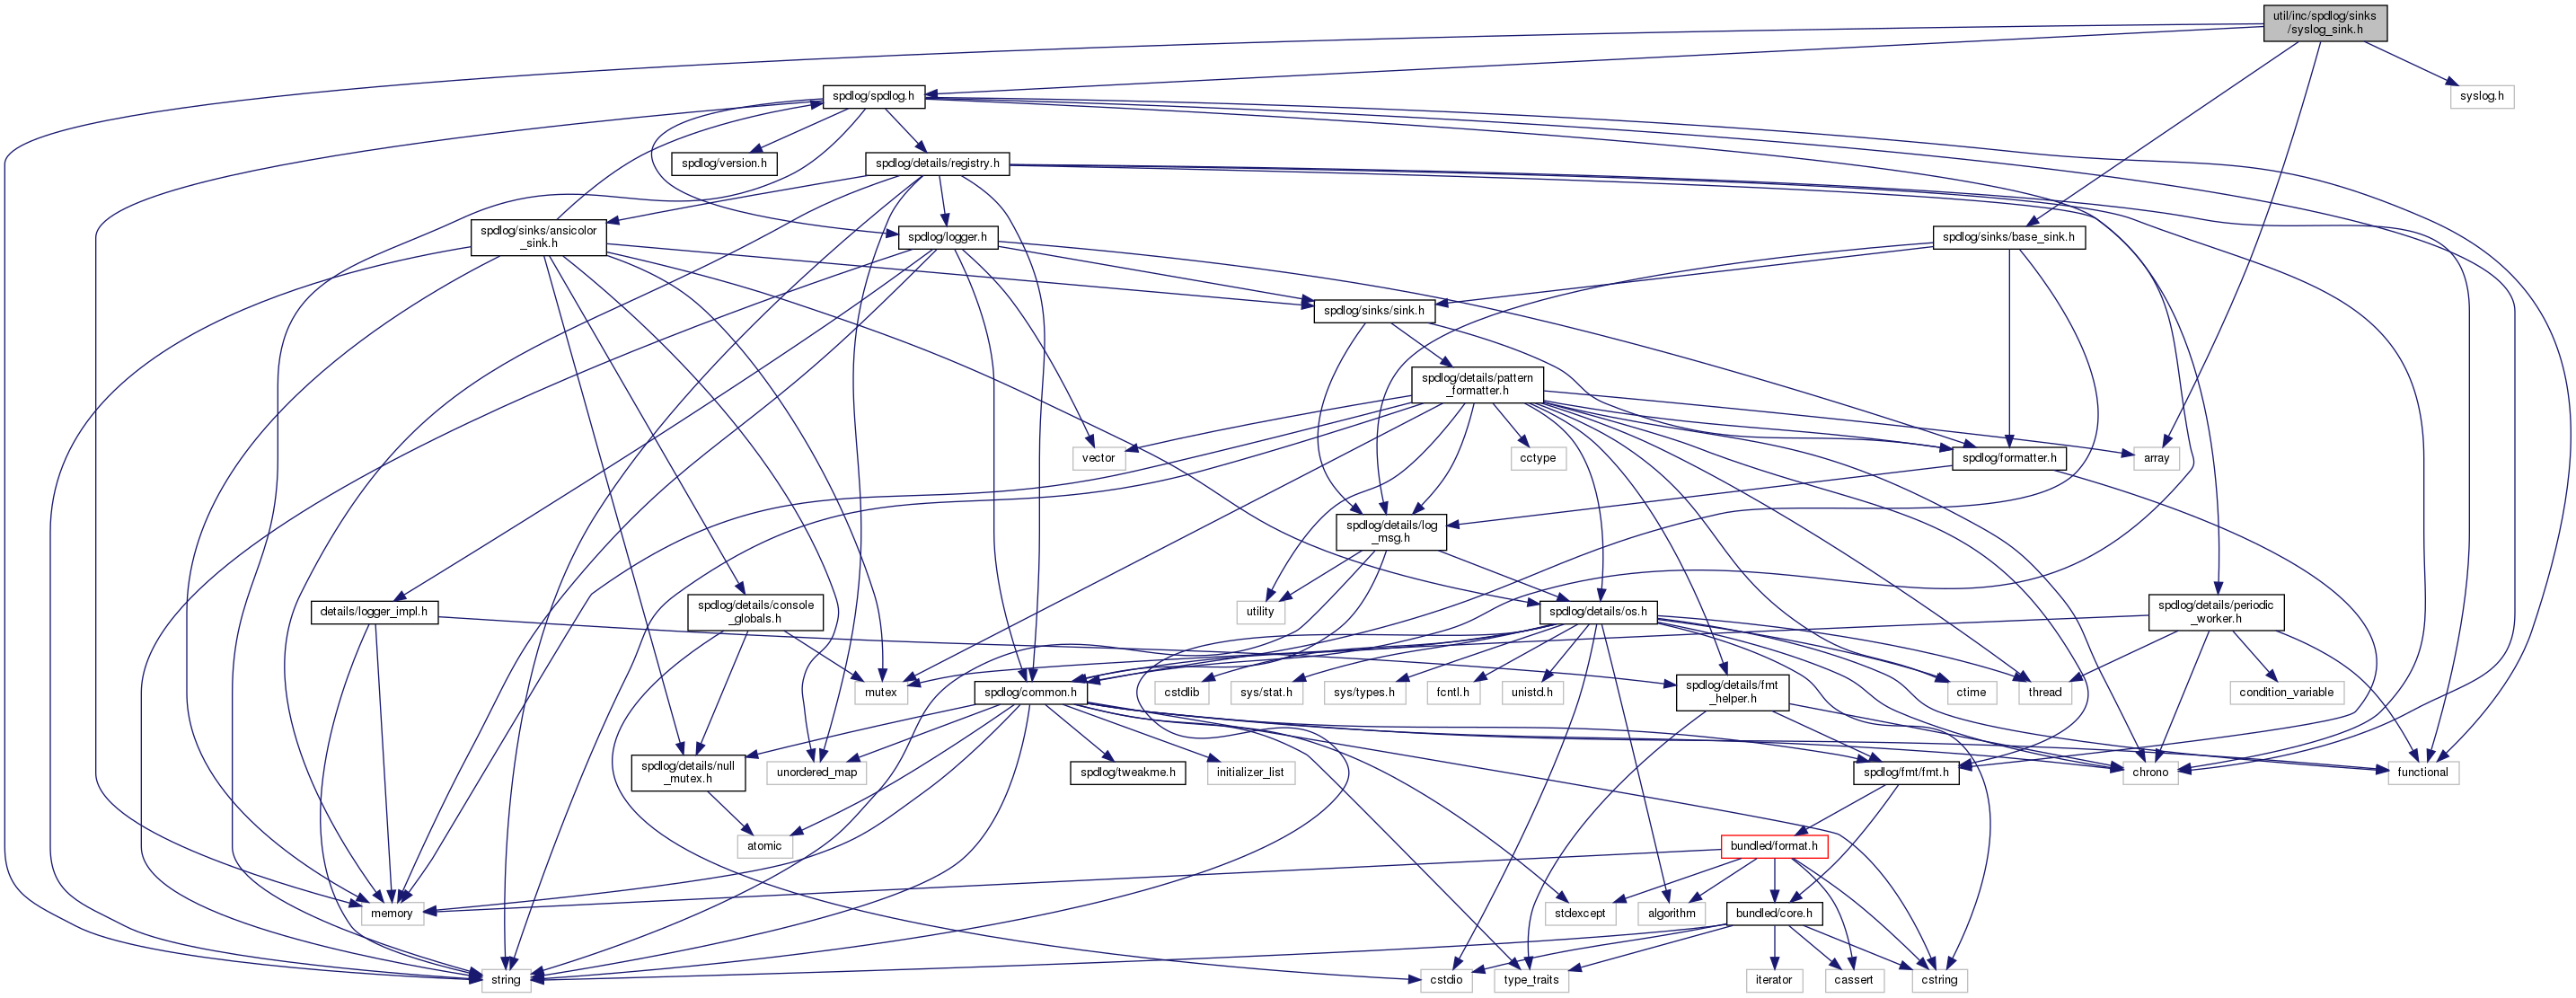 util/inc/spdlog/sinks
/syslog_sink.h
spdlog/spdlog.h
syslog.h
spdlog/version.h
spdlog/details/registry.h
spdlog/sinks/ansicolor
_sink.h
spdlog/logger.h
spdlog/sinks/base_sink.h
spdlog/sinks/sink.h
spdlog/details/pattern
_formatter.h
vector
cctype
spdlog/formatter.h
array
spdlog/details/log
_msg.h
details/logger_impl.h
spdlog/details/console
_globals.h
utility
spdlog/details/os.h
spdlog/details/periodic
_worker.h
mutex
spdlog/common.h
cstdlib
sys/stat.h
sys/types.h
fcntl.h
unistd.h
spdlog/details/fmt
_helper.h
ctime
thread
condition_variable
spdlog/details/null
_mutex.h
unordered_map
spdlog/tweakme.h
initializer_list
spdlog/fmt/fmt.h
chrono
functional
atomic
bundled/format.h
memory
stdexcept
algorithm
bundled/core.h
string
cstdio
type_traits
iterator
cassert
cstring